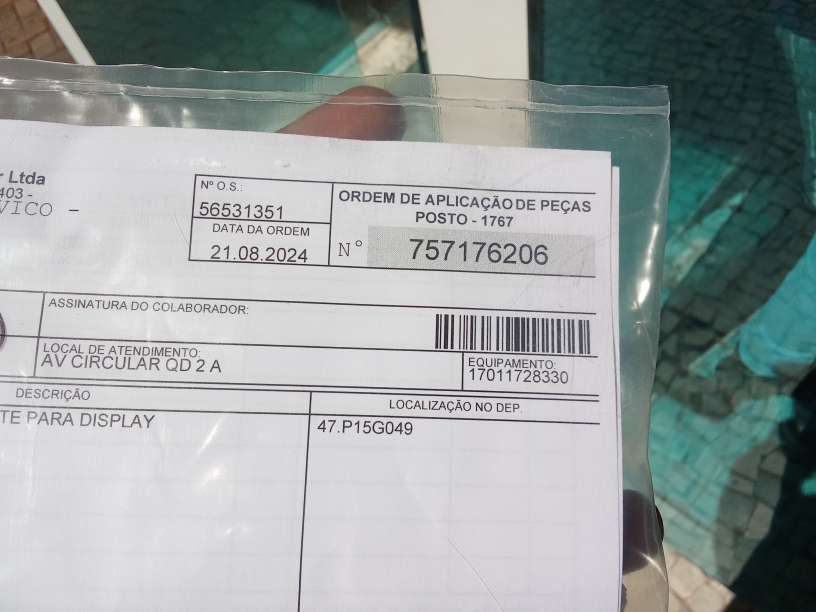 r Ltda
403 -
VICO -
Nº O.S.:
56531351
DATA DA ORDEM
21.08.2024
ORDEM DE APLICAÇÃO DE PEÇAS
POSTO - 1767
N° 757176206
ASSINATURA DO COLABORADOR:
LOCAL DE ATENDIMENTO:
AV CIRCULAR QD 2 A
EQUIPAMENTO:
17011728330
DESCRIÇÃO
LOCALIZAÇÃO NO DEP.
TE PARA DISPLAY
47.P15G049